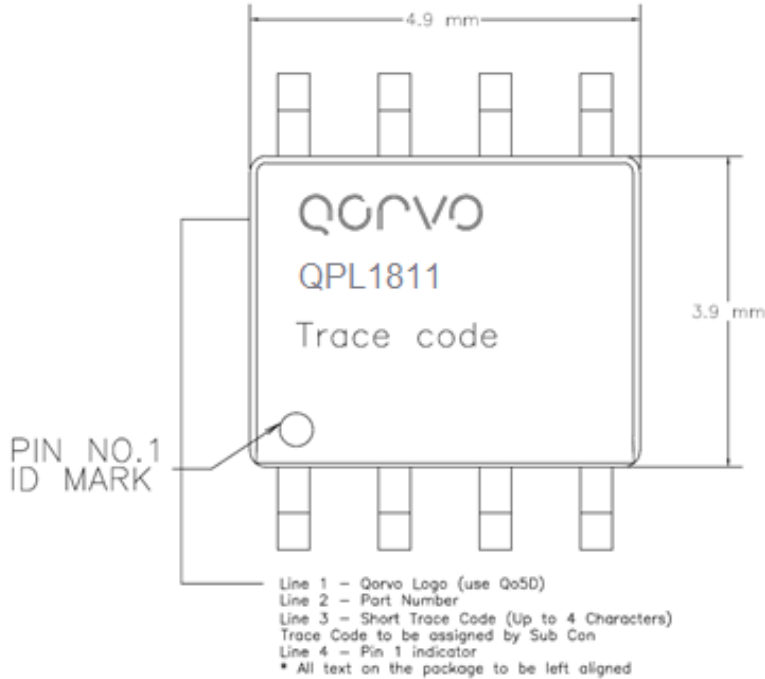 4.9 mm
Qorvo
QPL1811
Trace code
3.9 mm
PIN NO.1
ID MARK
Line 1 - Qorvo Logo (use Qo5D)
Line 2 - Part Number
Line 3 - Short Trace Code (Up to 4 Characters)
Trace Code to be assigned by Sub Con
Line 4 - Pin 1 indicator
* All text on the package to be left aligned